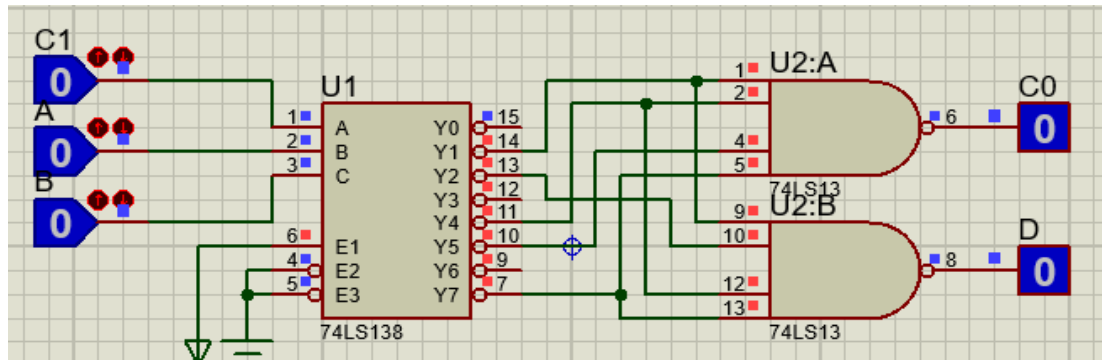 C1
0
A
0
B
0
U1
1 A
2 B
3 C
6 E1
4 E2
5 E3
Y0 15
Y1 14
Y2 13
Y3 12
Y4 11
Y5 10
Y6 9
Y7 7
74LS138
U2:A
1
2
4
5
6
74LS13
C0
0
U2:B
9
10
12
13
8
74LS13
D
0